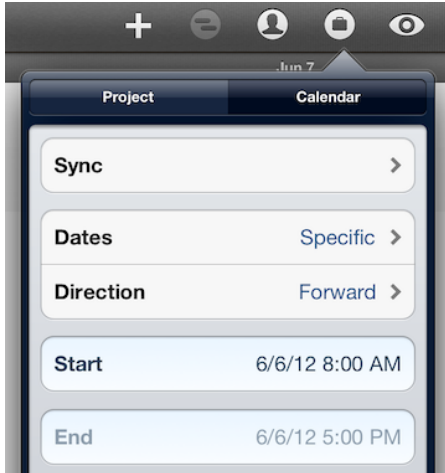 Jun 7
Project Calendar
Sync
Dates Specific
Direction Forward
Start 6/6/12 8:00 AM
End 6/6/12 5:00 PM